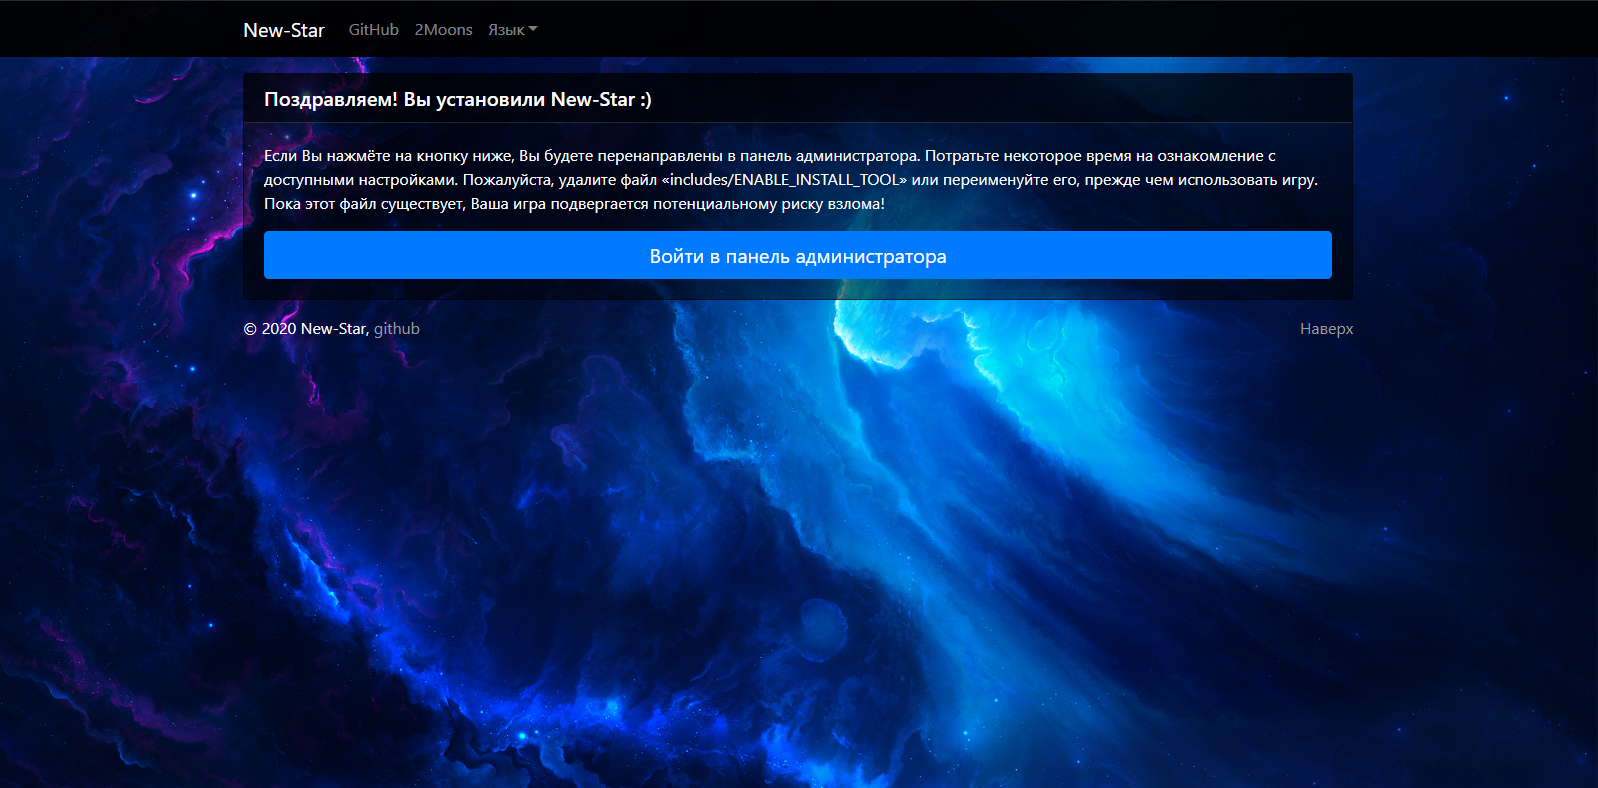 New-Star GitHub 2Moons Язык
Поздравляем! Вы установили New-Star :)
Если Вы нажмёте на кнопку ниже, Вы будете перенаправлены в панель администратора. Потратьте некоторое время на ознакомление с
доступными настройками. Пожалуйста, удалите файл «includes/ENABLE_INSTALL_TOOL» или переименуйте его, прежде чем использовать игру.
Пока этот файл существует, Ваша игра подвергается потенциальному риску взлома!
Войти в панель администратора
© 2020 New-Star, github Наверх